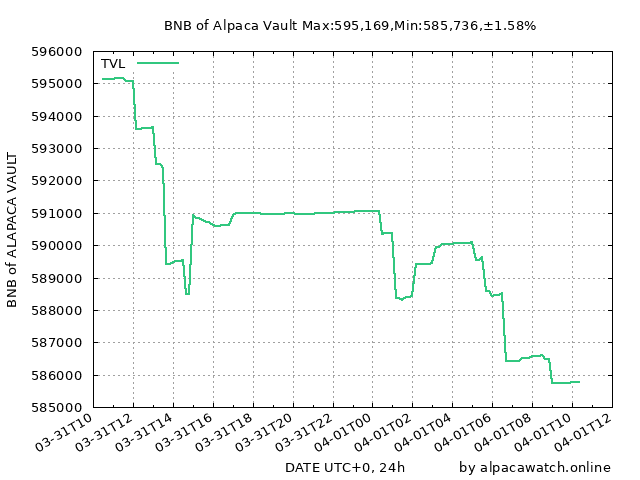 BNB of Alpaca Vault Max:595,169,Min:585,736,±1.58%
TVL
596000
595000
594000
593000
592000
591000
590000
589000
588000
587000
586000
585000
BNB of ALAPACA VAULT
03-31T10
03-31T12
03-31T14
03-31T16
03-31T18
03-31T20
03-31T22
04-01T00
04-01T02
04-01T04
04-01T06
04-01T08
04-01T10
04-01T12
DATE UTC+0, 24h
by alpacawatch.online